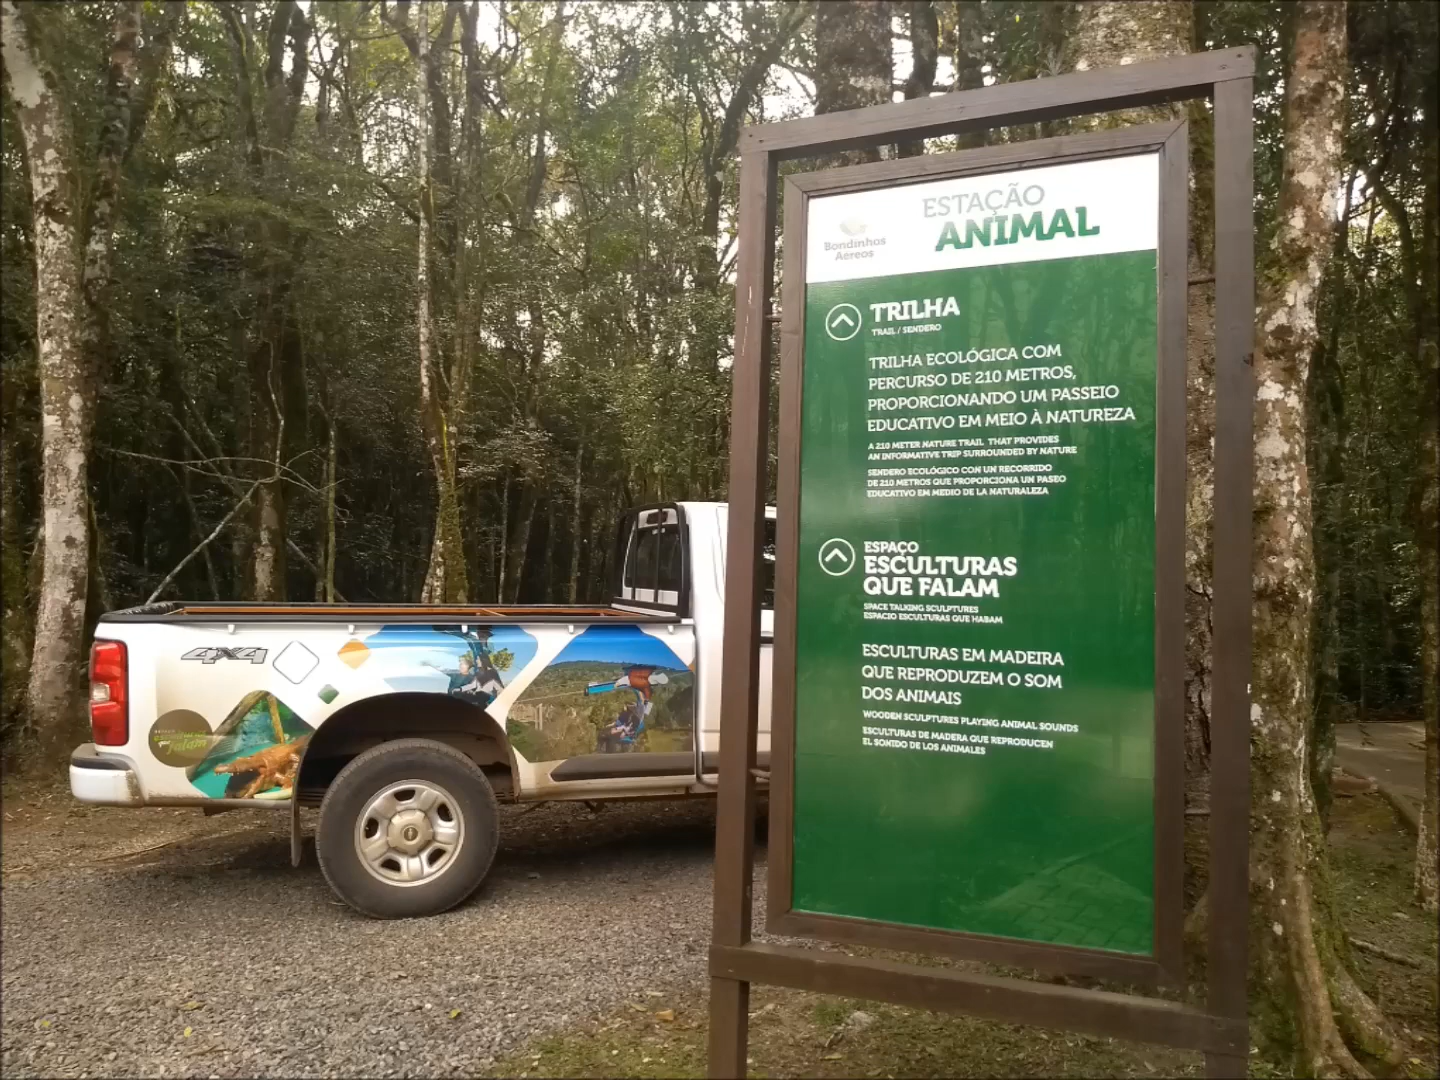 ESTAÇÃO
ANIMAL
Bondinhos
Aéreos
TRILHA
TRAIL / SENDERO
TRILHA ECOLÓGICA COM
PERCURSO DE 210 METROS,
PROPORCIONANDO UM PASSEIO
EDUCATIVO EM MEIO À NATUREZA
A 210 METER NATURE TRAIL THAT PROVIDES
AN INFORMATIVE TRIP SURROUNDED BY NATURE
SENDERO ECOLÓGICO CON UN RECORRIDO
DE 210 METROS QUE PROPORCIONA UN PASEO
EDUCATIVO EN MEDIO DE LA NATURALEZA
ESPAÇO
ESCULTURAS
QUE FALAM
SPACE TALKING SCULPTURES
ESPACIO ESCULTURAS QUE HABAM
ESCULTURAS EM MADEIRA
QUE REPRODUZEM O SOM
DOS ANIMAIS
WOODEN SCULPTURES PLAYING ANIMAL SOUNDS
ESCULTURAS DE MADERA QUE REPRODUCEN
EL SONIDO DE LOS ANIMALES
4X4
falam